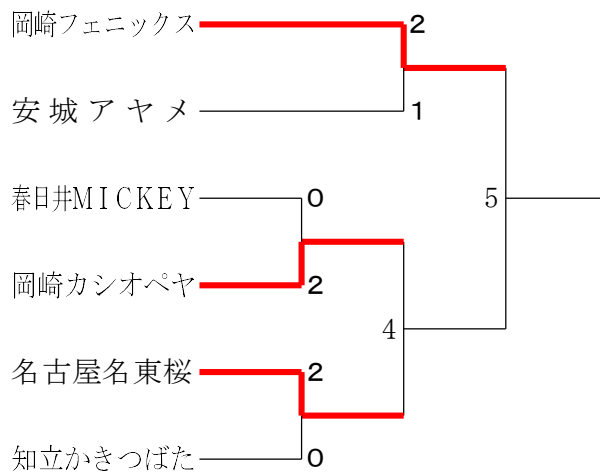 岡崎フェニックス 2
安城アヤメ 1
春日井MICKEY 0 5
岡崎カシオペヤ 2
4
名古屋名東桜 2
知立かきつばた 0